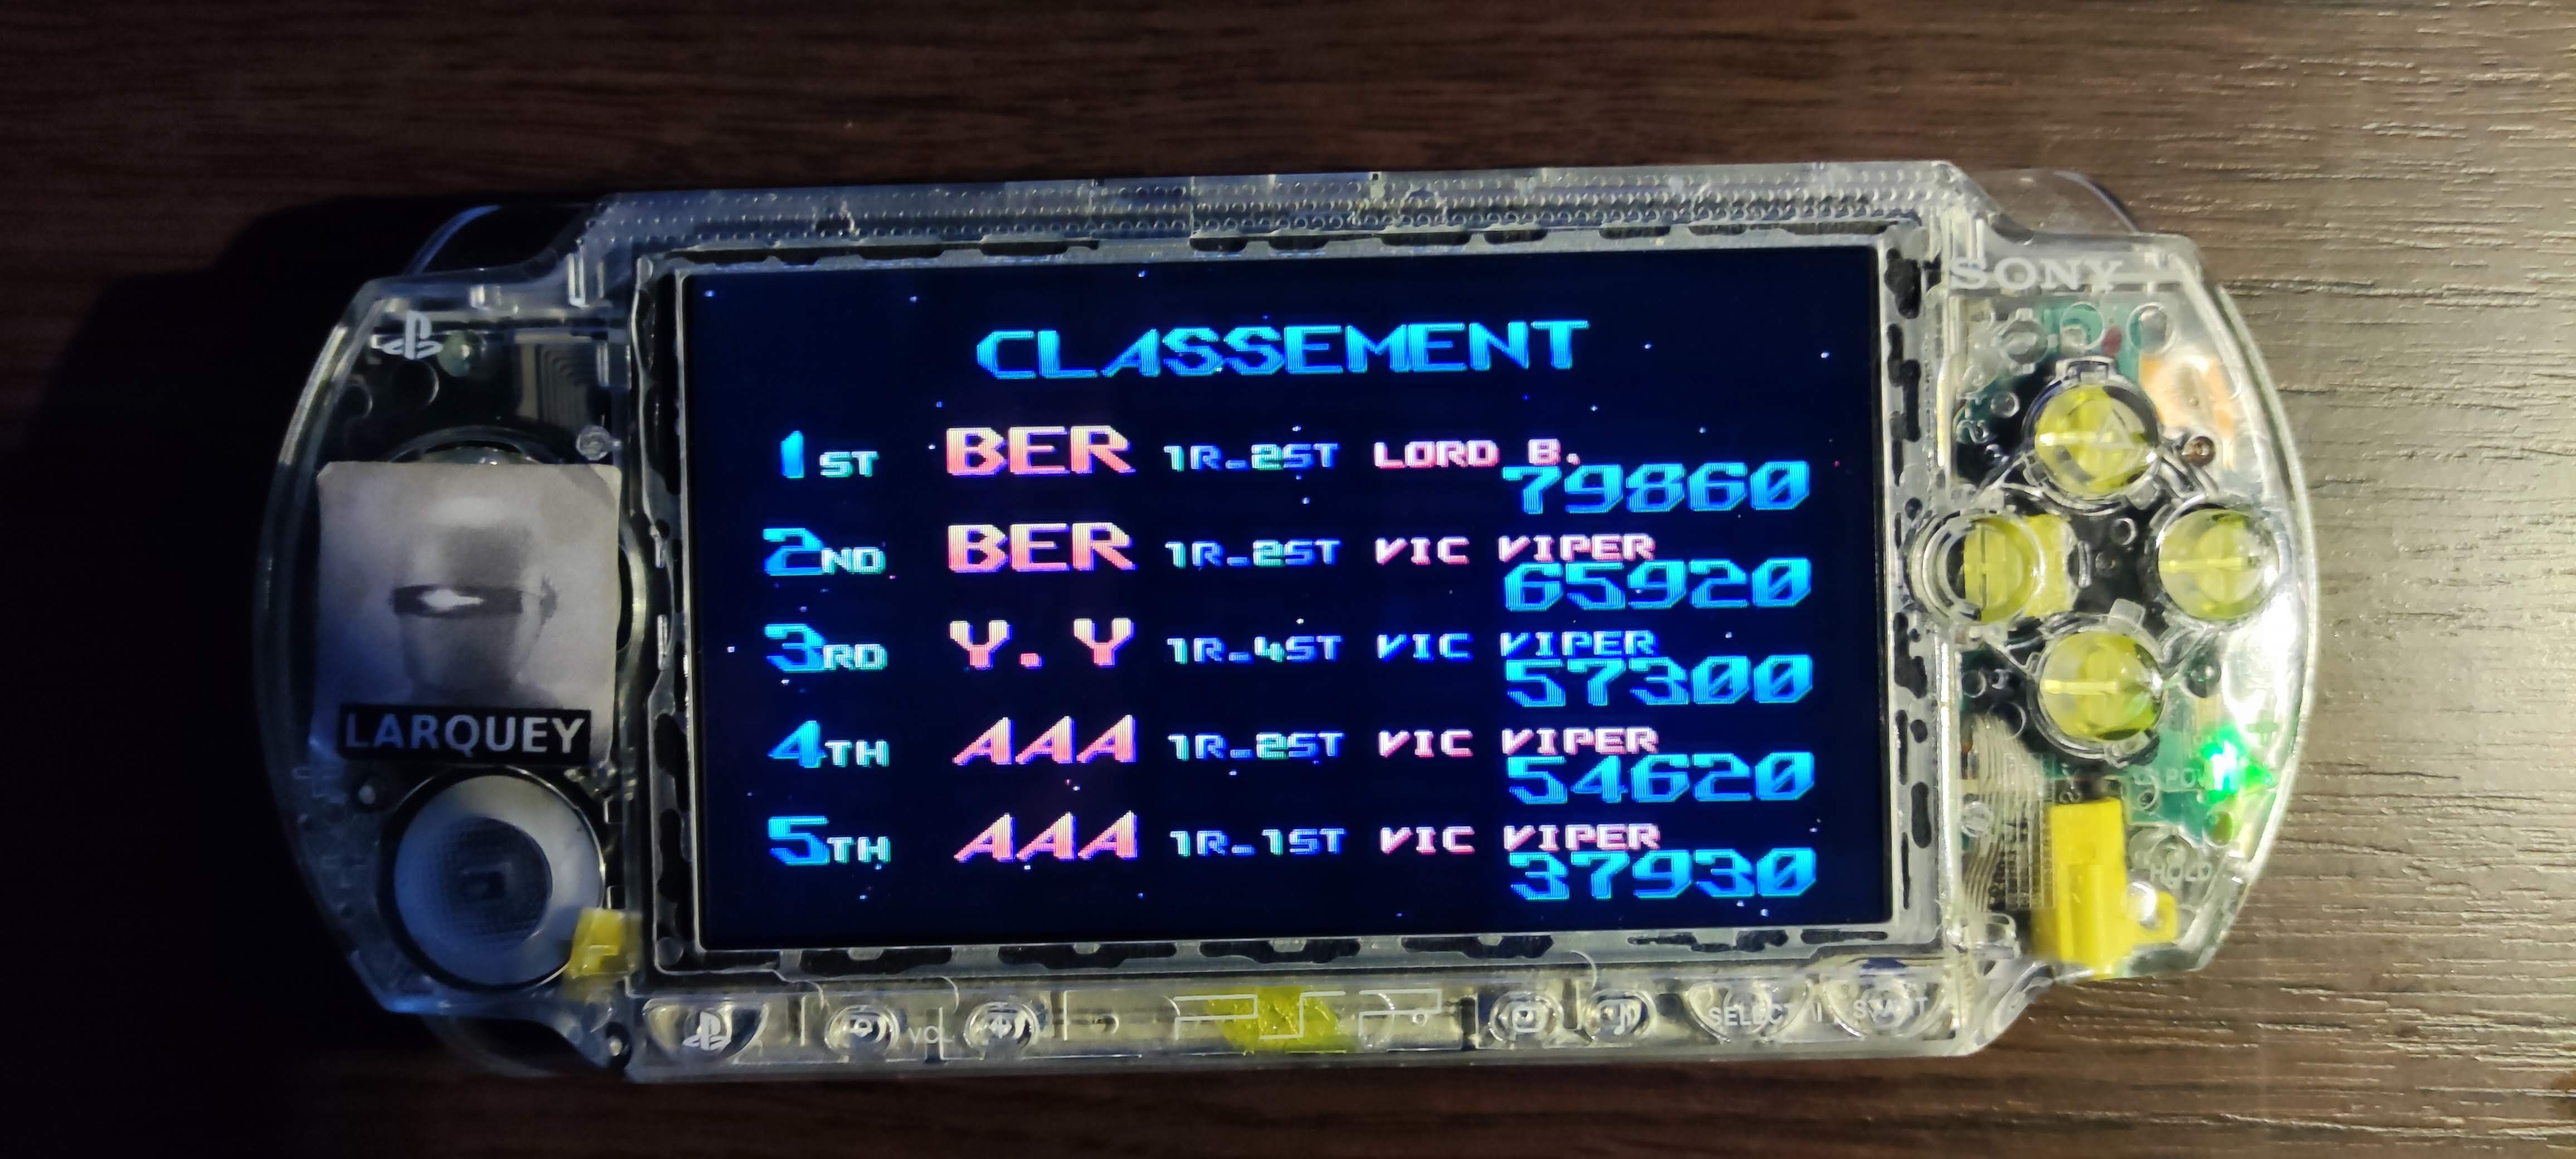 SONY
CLASSEMENT
1ST BER 1R-2ST LORD B.
79860
2ND BER 1R-2ST VIC VIPER
65920
3RD Y.Y 1R-4ST VIC VIPER
57300
4TH AAA 1R-2ST VIC VIPER
54620
5TH AAA 1R-1ST VIC VIPER
37930
LARQUEY
HOLD
VOL
PSP
SELECT
START